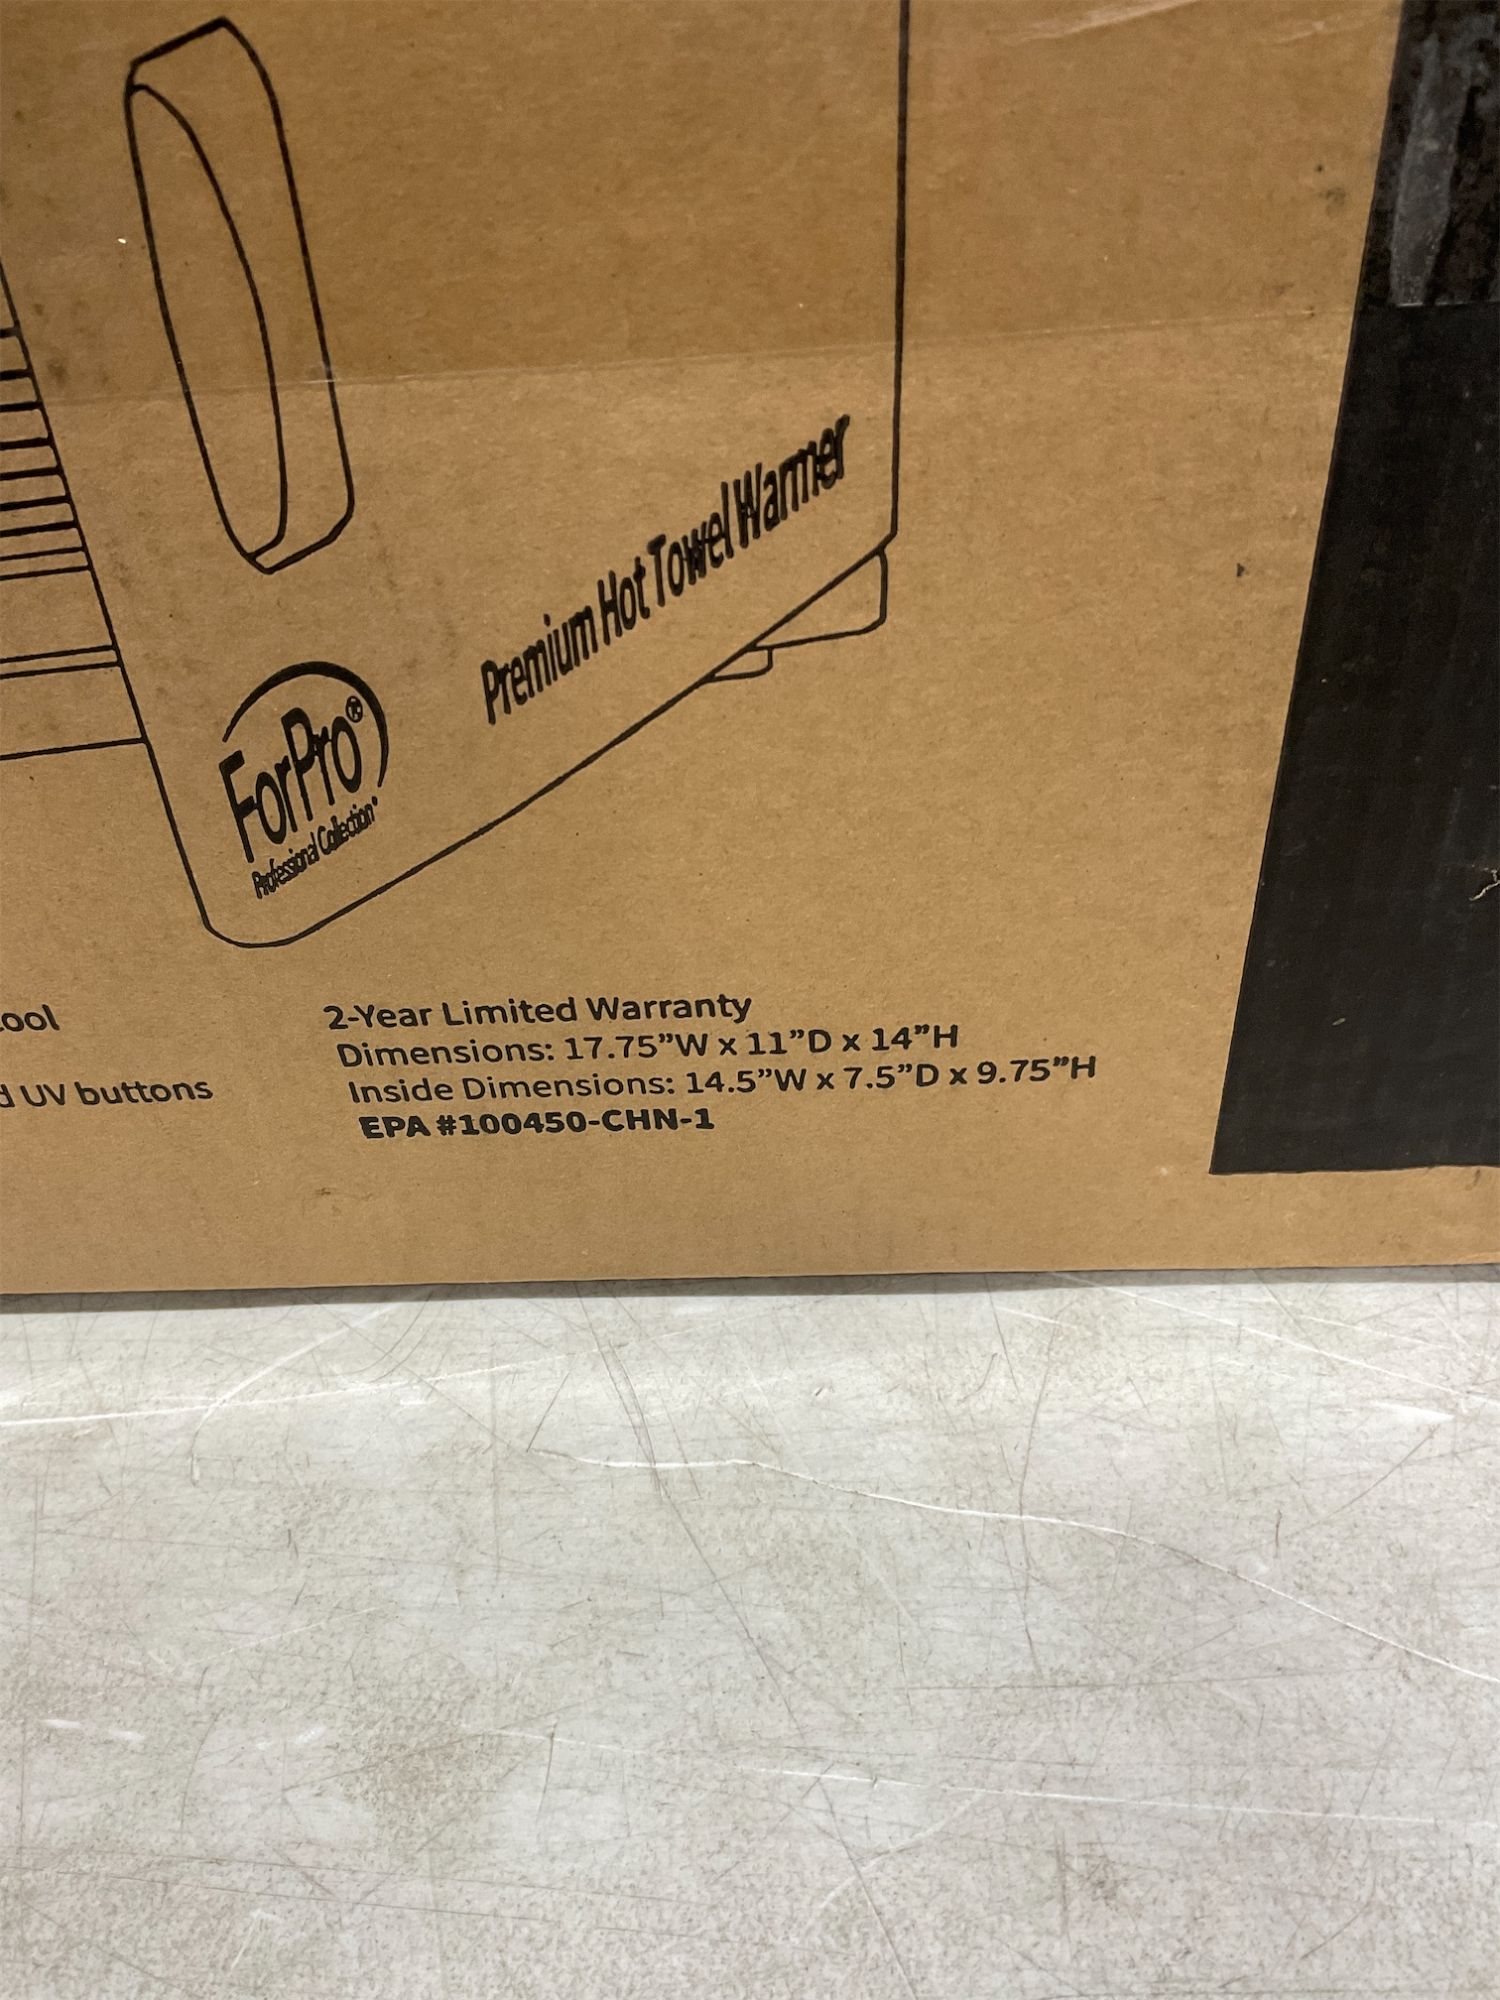 Premium Hot Towel Warmer
ForPro®
Professional Collection®
ool
d UV buttons
2-Year Limited Warranty
Dimensions: 17.75”W x 11”D x 14”H
Inside Dimensions: 14.5”W x 7.5”D x 9.75”H
EPA #100450-CHN-1